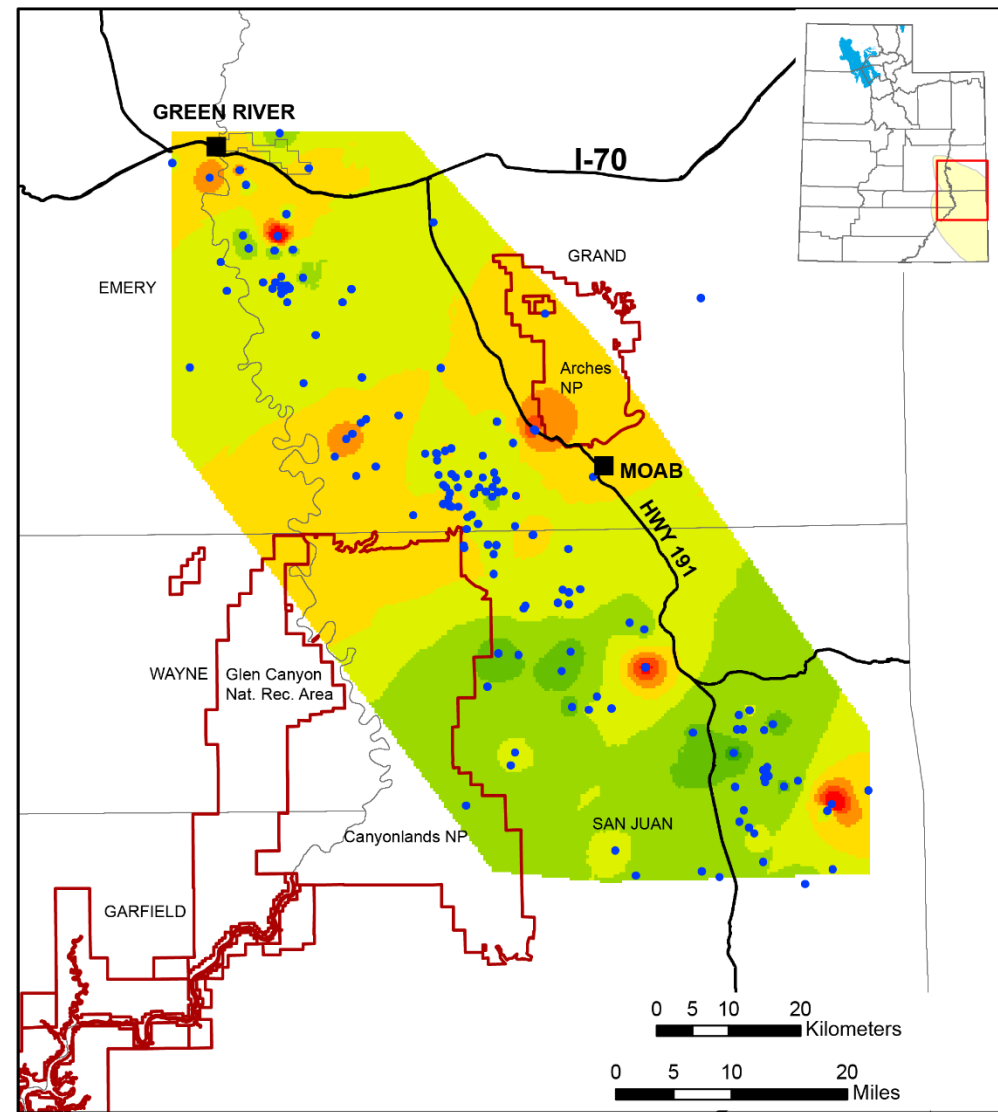 GREEN RIVER
I-70
GRAND
EMERY
Arches
NP
MOAB
HWY 191
WAYNE
Glen Canyon
Nat. Rec. Area
SAN JUAN
Canyonlands NP
GARFIELD
0 5 10 20
Kilometers
0 5 10 20
Miles